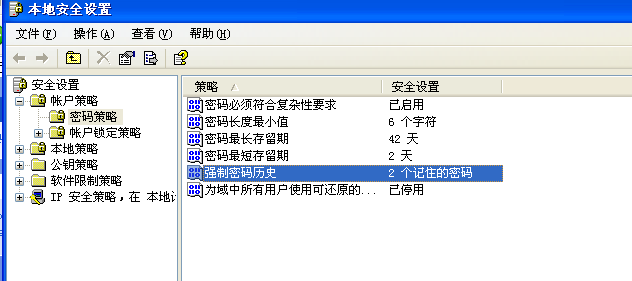 本地安全设置
文件(F) 操作(A) 查看(V) 帮助(H)
安全设置
帐户策略
密码策略
帐户锁定策略
本地策略
公钥策略
软件限制策略
IP 安全策略，在 本地计
策略 安全设置
密码必须符合复杂性要求 已启用
密码长度最小值 6 个字符
密码最长存留期 42 天
密码最短存留期 2 天
强制密码历史 2 个记住的密码
为域中所有用户使用可还原的... 已停用